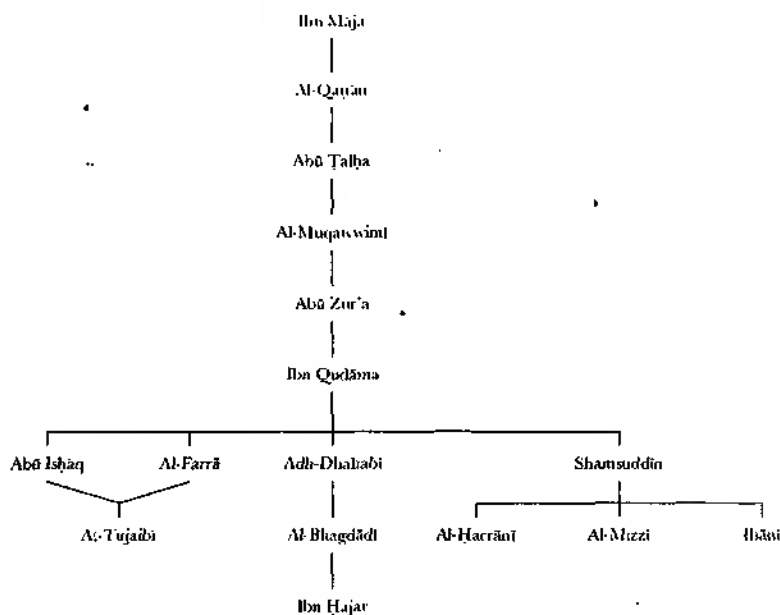 Ibn Māja
Al-Qaṭṭān
Abū Ṭalḥa
Al-Muqawwimī
Abū Zur'a
Ibn Qudāma
Abū Isḥāq Al-Farrā Adh-Dhahabī Shamsuddīn
At-Tujaibī Al-Bhagdādī Al-Ḥarrānī Al-Mizzi
Ibn Ḥajar